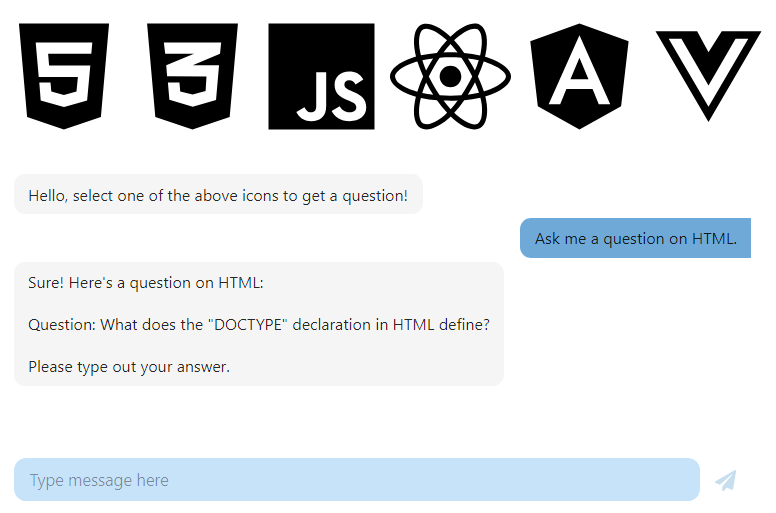 5 3 JS A
Hello, select one of the above icons to get a question!
Ask me a question on HTML.
Sure! Here's a question on HTML:
Question: What does the "DOCTYPE" declaration in HTML define?
Please type out your answer.
Type message here